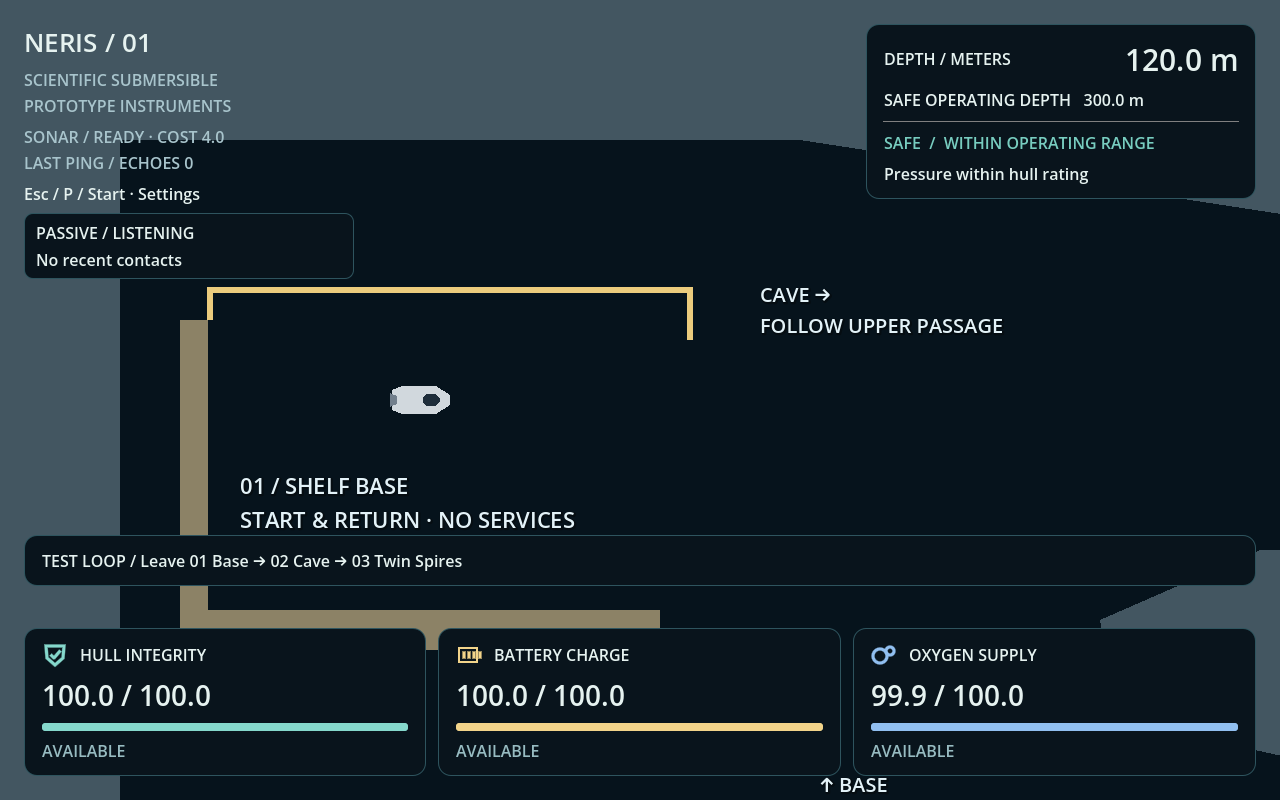 NERIS / 01
SCIENTIFIC SUBMERSIBLE
PROTOTYPE INSTRUMENTS
SONAR / READY · COST 4.0
LAST PING / ECHOES 0
Esc / P / Start · Settings
PASSIVE / LISTENING
No recent contacts
DEPTH / METERS 120.0 m
SAFE OPERATING DEPTH 300.0 m
SAFE / WITHIN OPERATING RANGE
Pressure within hull rating
CAVE →
FOLLOW UPPER PASSAGE
01 / SHELF BASE
START & RETURN · NO SERVICES
TEST LOOP / Leave 01 Base → 02 Cave → 03 Twin Spires
HULL INTEGRITY
100.0 / 100.0
AVAILABLE
BATTERY CHARGE
100.0 / 100.0
AVAILABLE
OXYGEN SUPPLY
99.9 / 100.0
AVAILABLE
↑ BASE